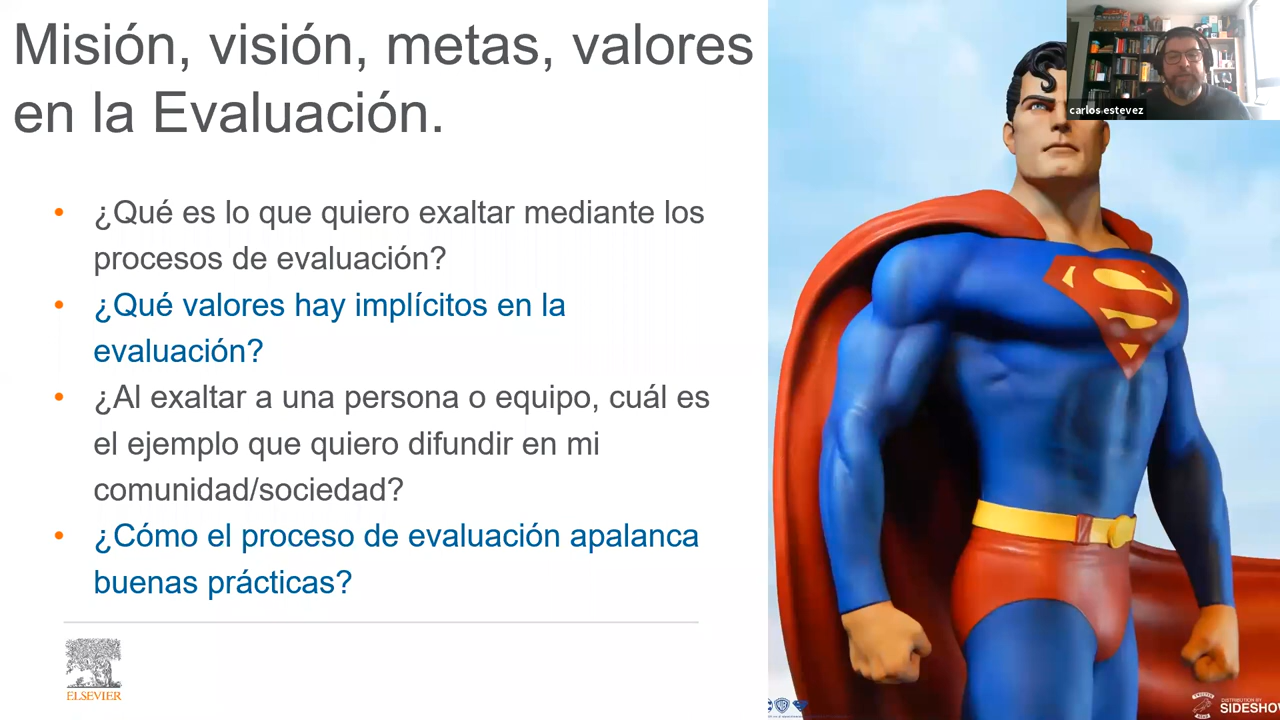 Misión, visión, metas, valores
en la Evaluación.
carlos estevez
• ¿Qué es lo que quiero exaltar mediante los
procesos de evaluación?
• ¿Qué valores hay implícitos en la
evaluación?
• ¿Al exaltar a una persona o equipo, cuál es
el ejemplo que quiero difundir en mi
comunidad/sociedad?
• ¿Cómo el proceso de evaluación apalanca
buenas prácticas?
ELSEVIER
DISTRIBUTION BY
SIDESHOW